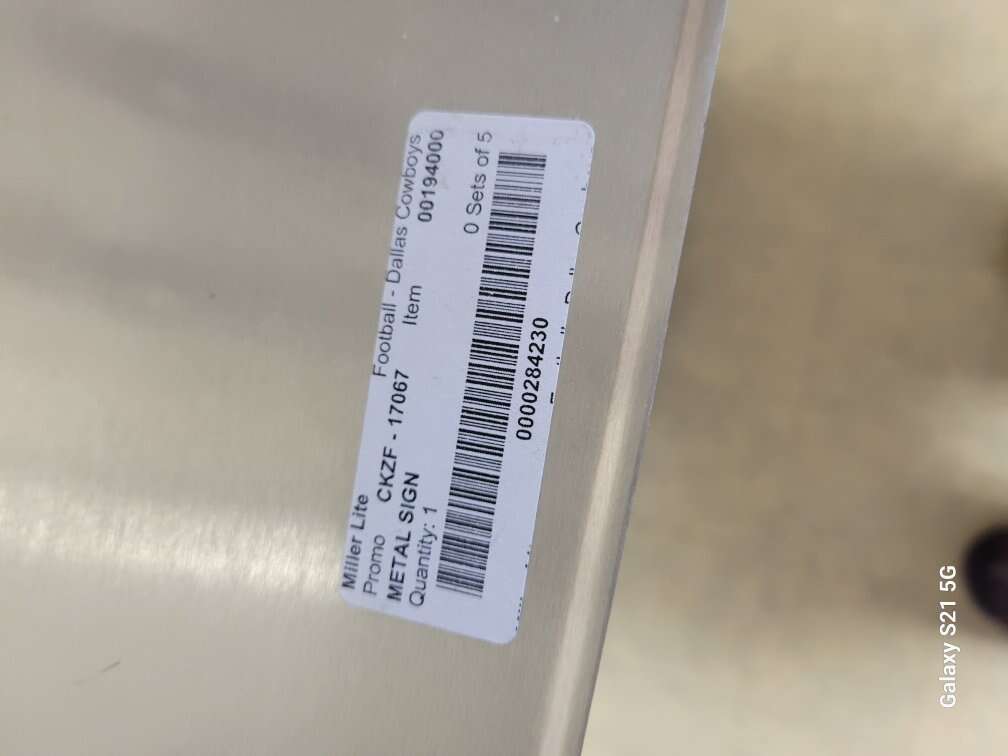 Miller Lite
Promo CKZF - 17067 Football - Dallas Cowboys
METAL SIGN Item 00194000
Quantity: 1 0 Sets of 5
0000284230
Galaxy S21 5G